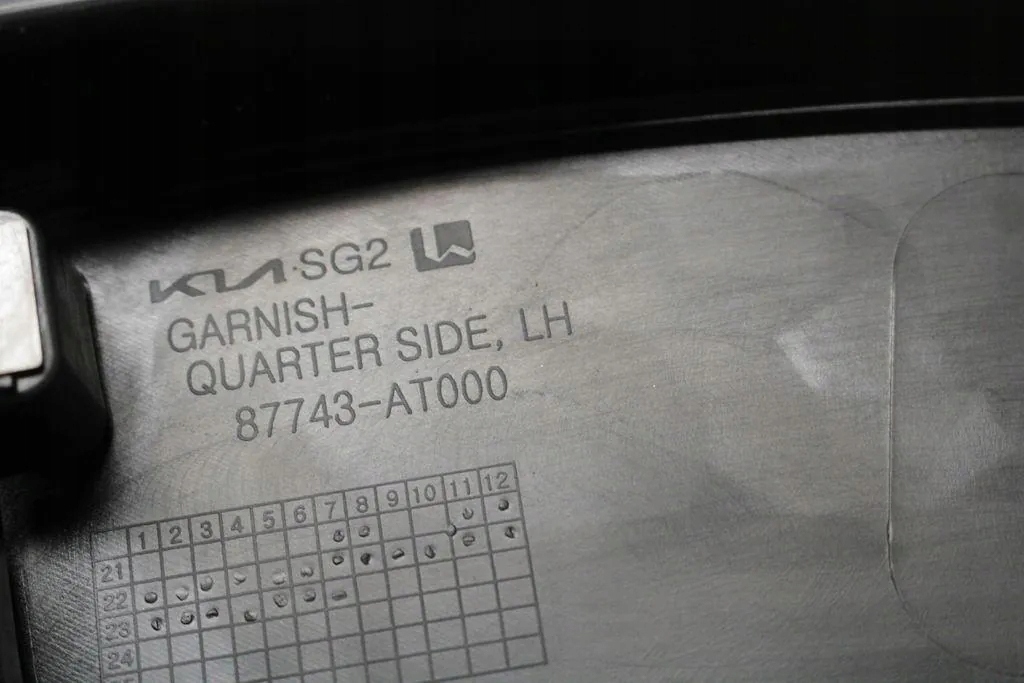 KIA·SG2 LW
GARNISH-
QUARTER SIDE, LH
87743-AT000
1 2 3 4 5 6 7 8 9 10 11 12
21
22
23
24